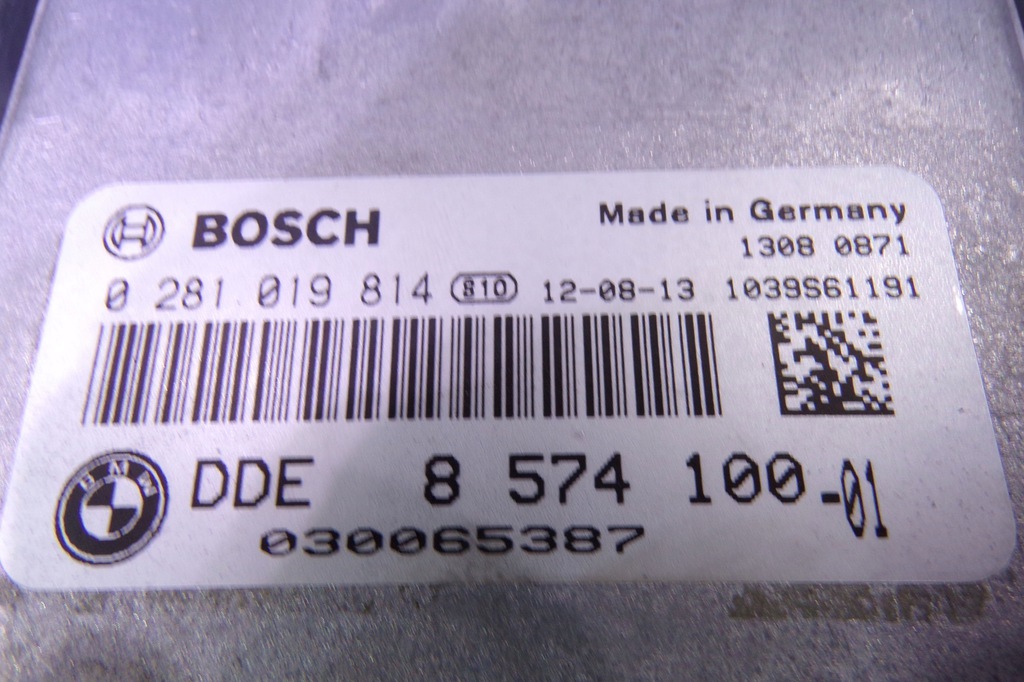 BOSCH
Made in Germany
1308 0871
0 281 019 814 810 12-08-13 1039S61191
BMW
DDE 8 574 100-01
030065387